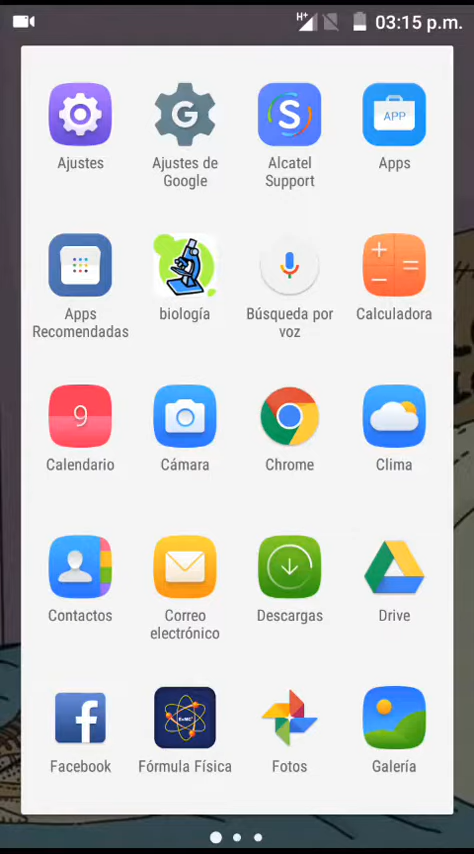 H+ 03:15 p.m.
Ajustes
Ajustes de
Google
Alcatel
Support
Apps
APP
Apps
Recomendadas
biología
Búsqueda por
voz
Calculadora
9
Calendario
Cámara
Chrome
Clima
Contactos
Correo
electrónico
Descargas
Drive
Facebook
Fórmula Física
Fotos
Galería